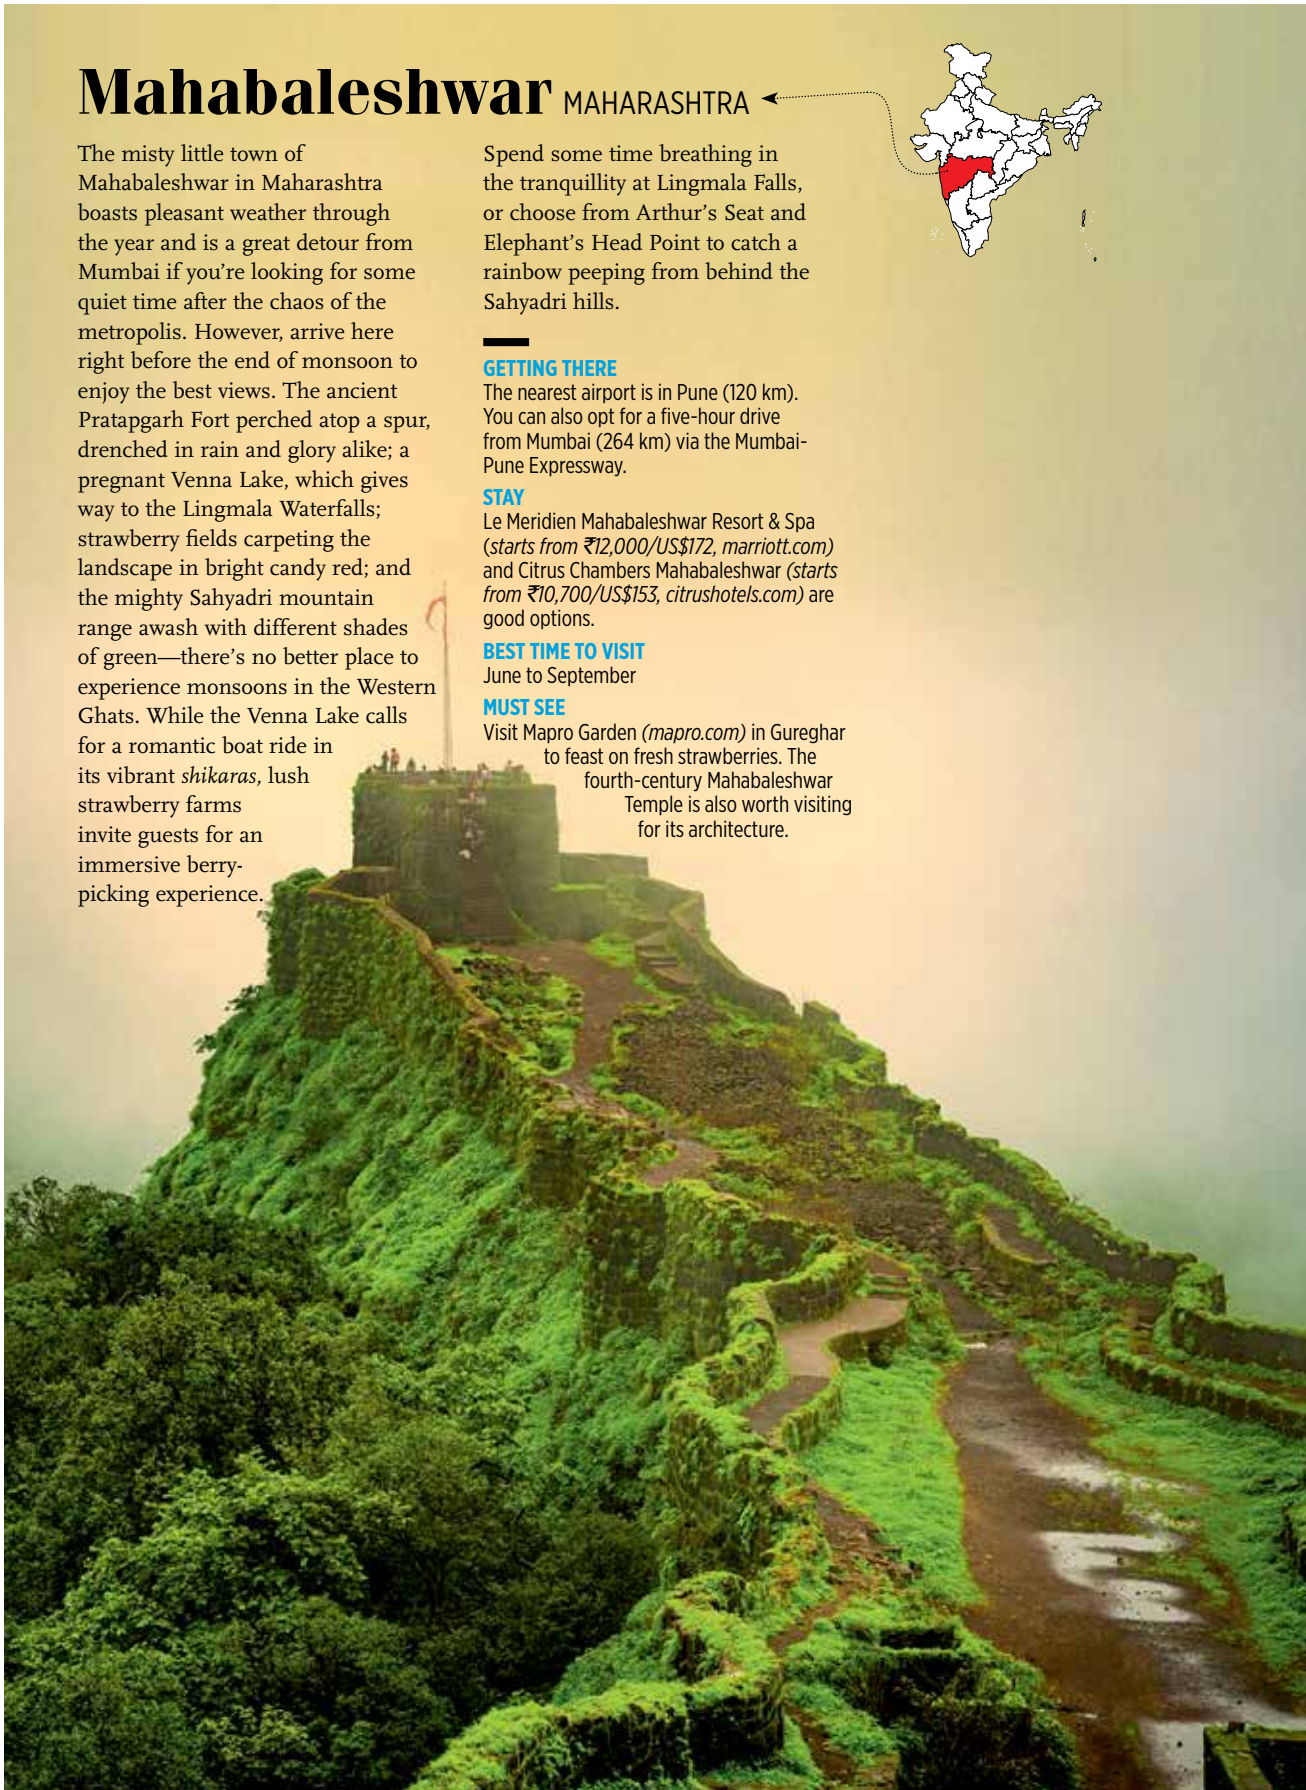 Mahabaleshwar MAHARASHTRA
The misty little town of
Mahabaleshwar in Maharashtra
boasts pleasant weather through
the year and is a great detour from
Mumbai if you're looking for some
quiet time after the chaos of the
metropolis. However, arrive here
right before the end of monsoon to
enjoy the best views. The ancient
Pratapgarh Fort perched atop a spur,
drenched in rain and glory alike; a
pregnant Venna Lake, which gives
way to the Lingmala Waterfalls;
strawberry fields carpeting the
landscape in bright candy red; and
the mighty Sahyadri mountain
range awash with different shades
of green—there's no better place to
experience monsoons in the Western
Ghats. While the Venna Lake calls
for a romantic boat ride in
its vibrant shikaras, lush
strawberry farms
invite guests for an
immersive berry-
picking experience.
Spend some time breathing in
the tranquillity at Lingmala Falls,
or choose from Arthur's Seat and
Elephant's Head Point to catch a
rainbow peeping from behind the
Sahyadri hills.
GETTING THERE
The nearest airport is in Pune (120 km).
You can also opt for a five-hour drive
from Mumbai (264 km) via the Mumbai-
Pune Expressway.
STAY
Le Meridien Mahabaleshwar Resort & Spa
(starts from ₹12,000/US$172, marriott.com)
and Citrus Chambers Mahabaleshwar (starts
from ₹10,700/US$153, citrushotels.com) are
good options.
BEST TIME TO VISIT
June to September
MUST SEE
Visit Mapro Garden (mapro.com) in Gureghar
to feast on fresh strawberries. The
fourth-century Mahabaleshwar
Temple is also worth visiting
for its architecture.